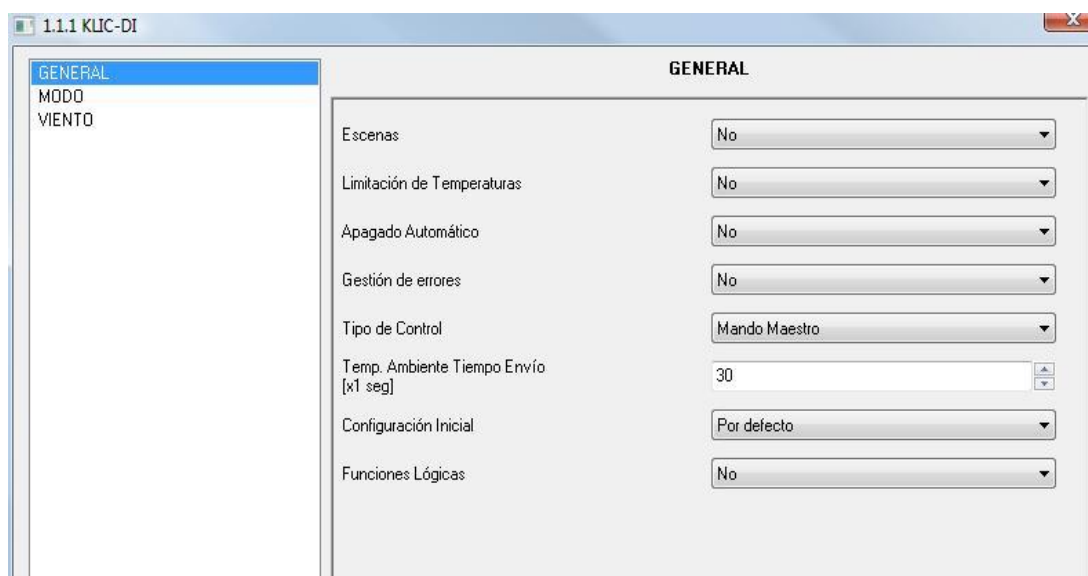 1.1.1 KLIC-DI
GENERAL
MODO
VIENTO
GENERAL
Escenas
No
Limitación de Temperaturas
No
Apagado Automático
No
Gestión de errores
No
Tipo de Control
Mando Maestro
Temp. Ambiente Tiempo Envío
[x1 seg]
30
Configuración Inicial
Por defecto
Funciones Lógicas
No